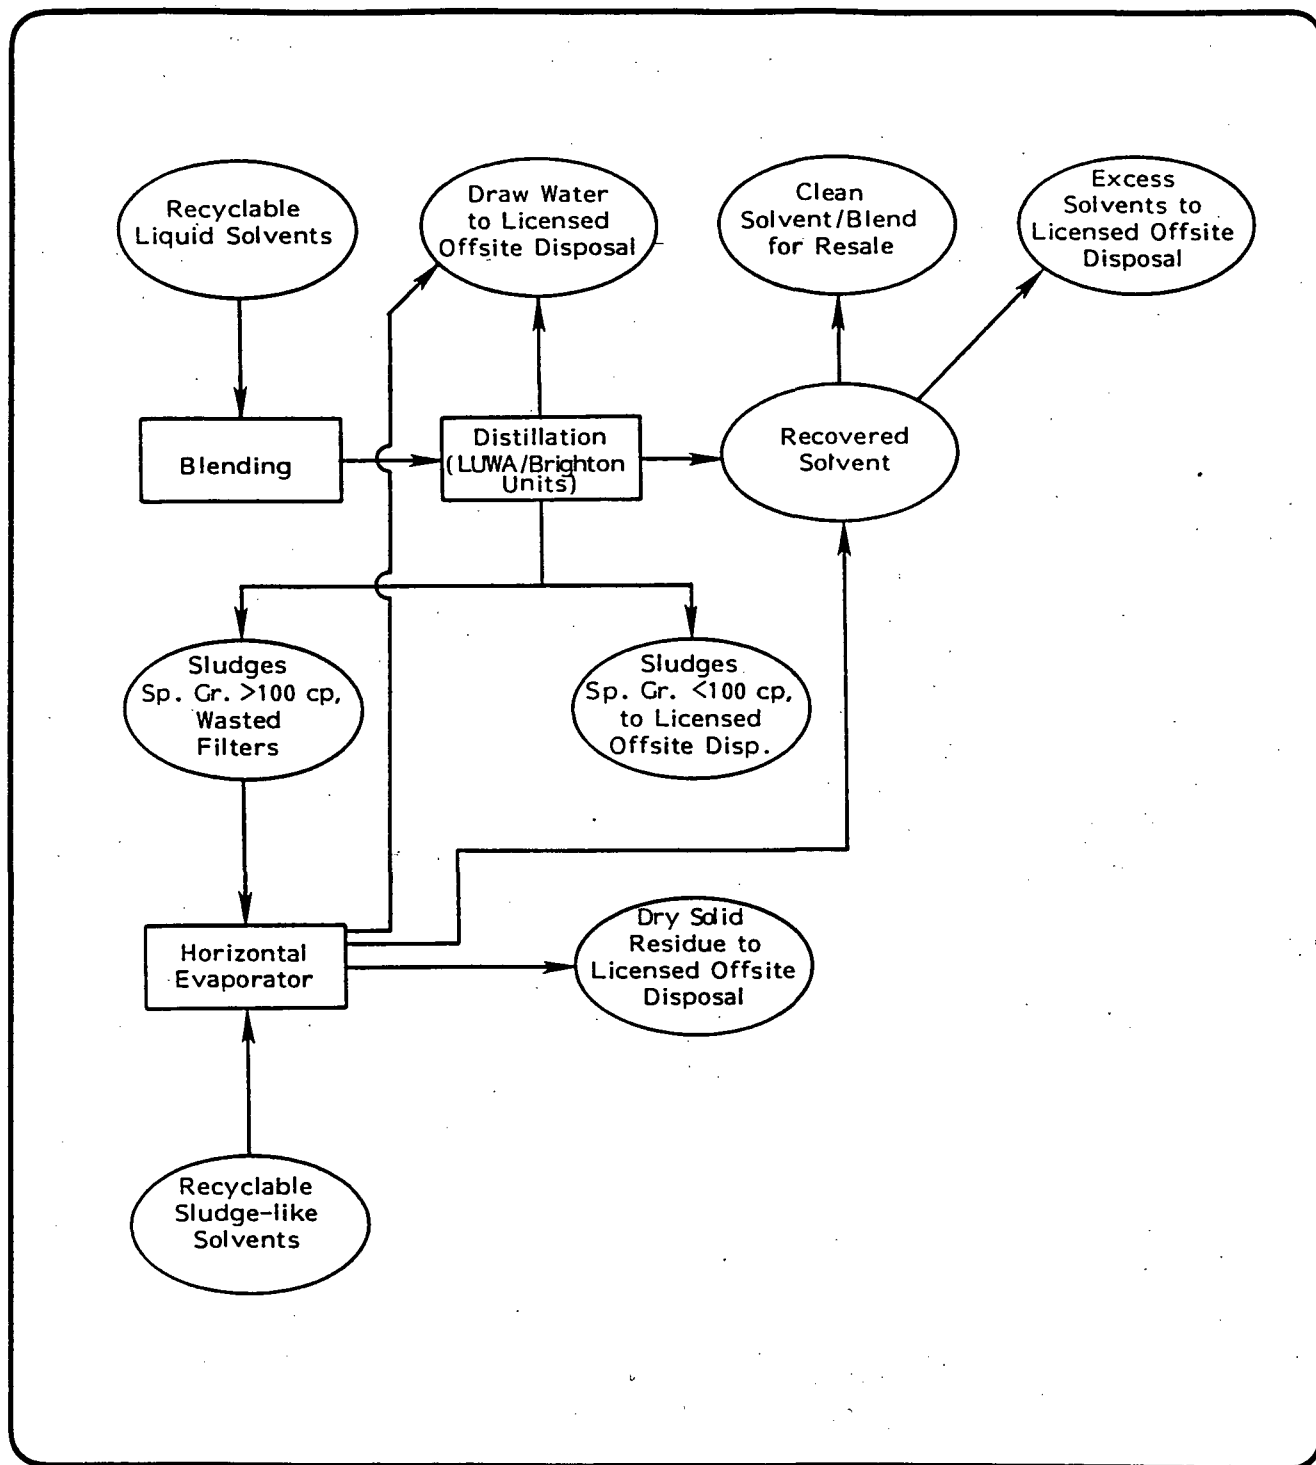 Recyclable
Liquid Solvents
Draw Water
to Licensed
Offsite Disposal
Clean
Solvent/Blend
for Resale
Excess
Solvents to
Licensed Offsite
Disposal
Blending
Distillation
(LUWA/Brighton
Units)
Recovered
Solvent
Sludges
Sp. Gr. >100 cp,
Wasted
Filters
Sludges
Sp. Gr. <100 cp,
to Licensed
Offsite Disp.
Horizontal
Evaporator
Dry Solid
Residue to
Licensed Offsite
Disposal
Recyclable
Sludge-like
Solvents